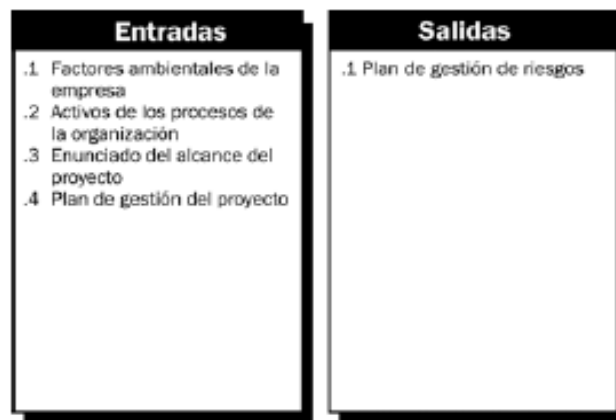 Entradas
.1 Factores ambientales de la
empresa
.2 Activos de los procesos de
la organización
.3 Enunciado del alcance del
proyecto
.4 Plan de gestión del proyecto
Salidas
.1 Plan de gestión de riesgos